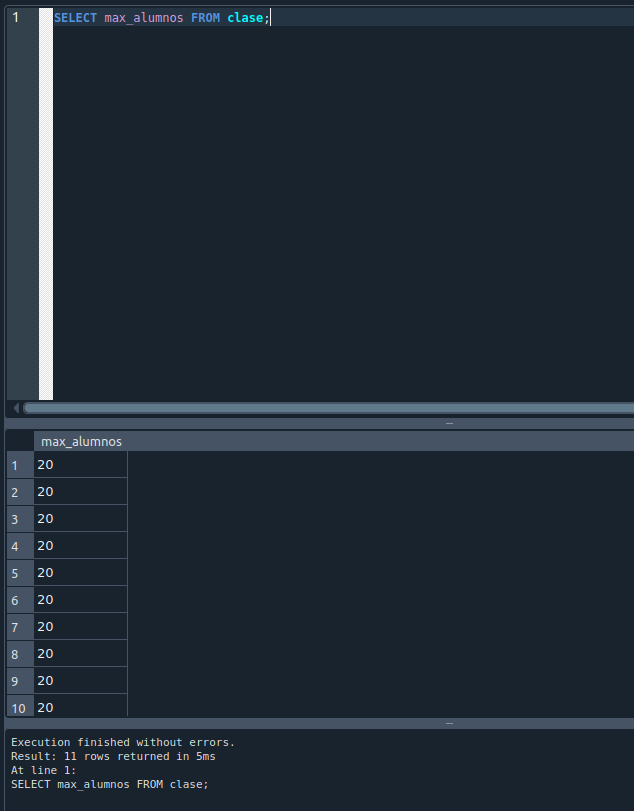 1 SELECT max_alumnos FROM clase;
max_alumnos
1 20
2 20
3 20
4 20
5 20
6 20
7 20
8 20
9 20
10 20
Execution finished without errors.
Result: 11 rows returned in 5ms
At line 1:
SELECT max_alumnos FROM clase;